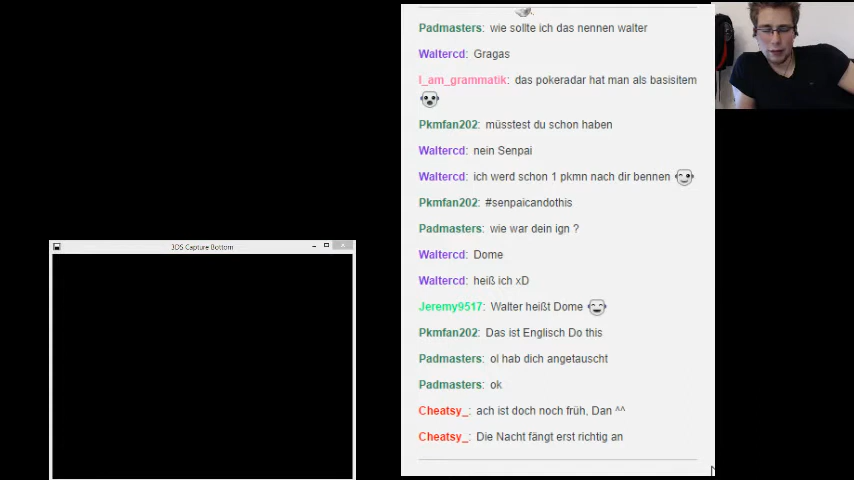 Padmasters: wie sollte ich das nennen walter
Waltercd: Gragas
I_am_grammatik: das pokeradar hat man als basisitem
Pkmfan202: müsstest du schon haben
Waltercd: nein Senpai
Waltercd: ich werd schon 1 pkmn nach dir bennen
Pkmfan202: #senpaicandothis
Padmasters: wie war dein ign ?
3DS Capture Bottom
Waltercd: Dome
Waltercd: heiß ich xD
Jeremy9517: Walter heißt Dome
Pkmfan202: Das ist Englisch Do this
Padmasters: ol hab dich angetauscht
Padmasters: ok
Cheatsy_: ach ist doch noch früh, Dan ^^
Cheatsy_: Die Nacht fängt erst richtig an